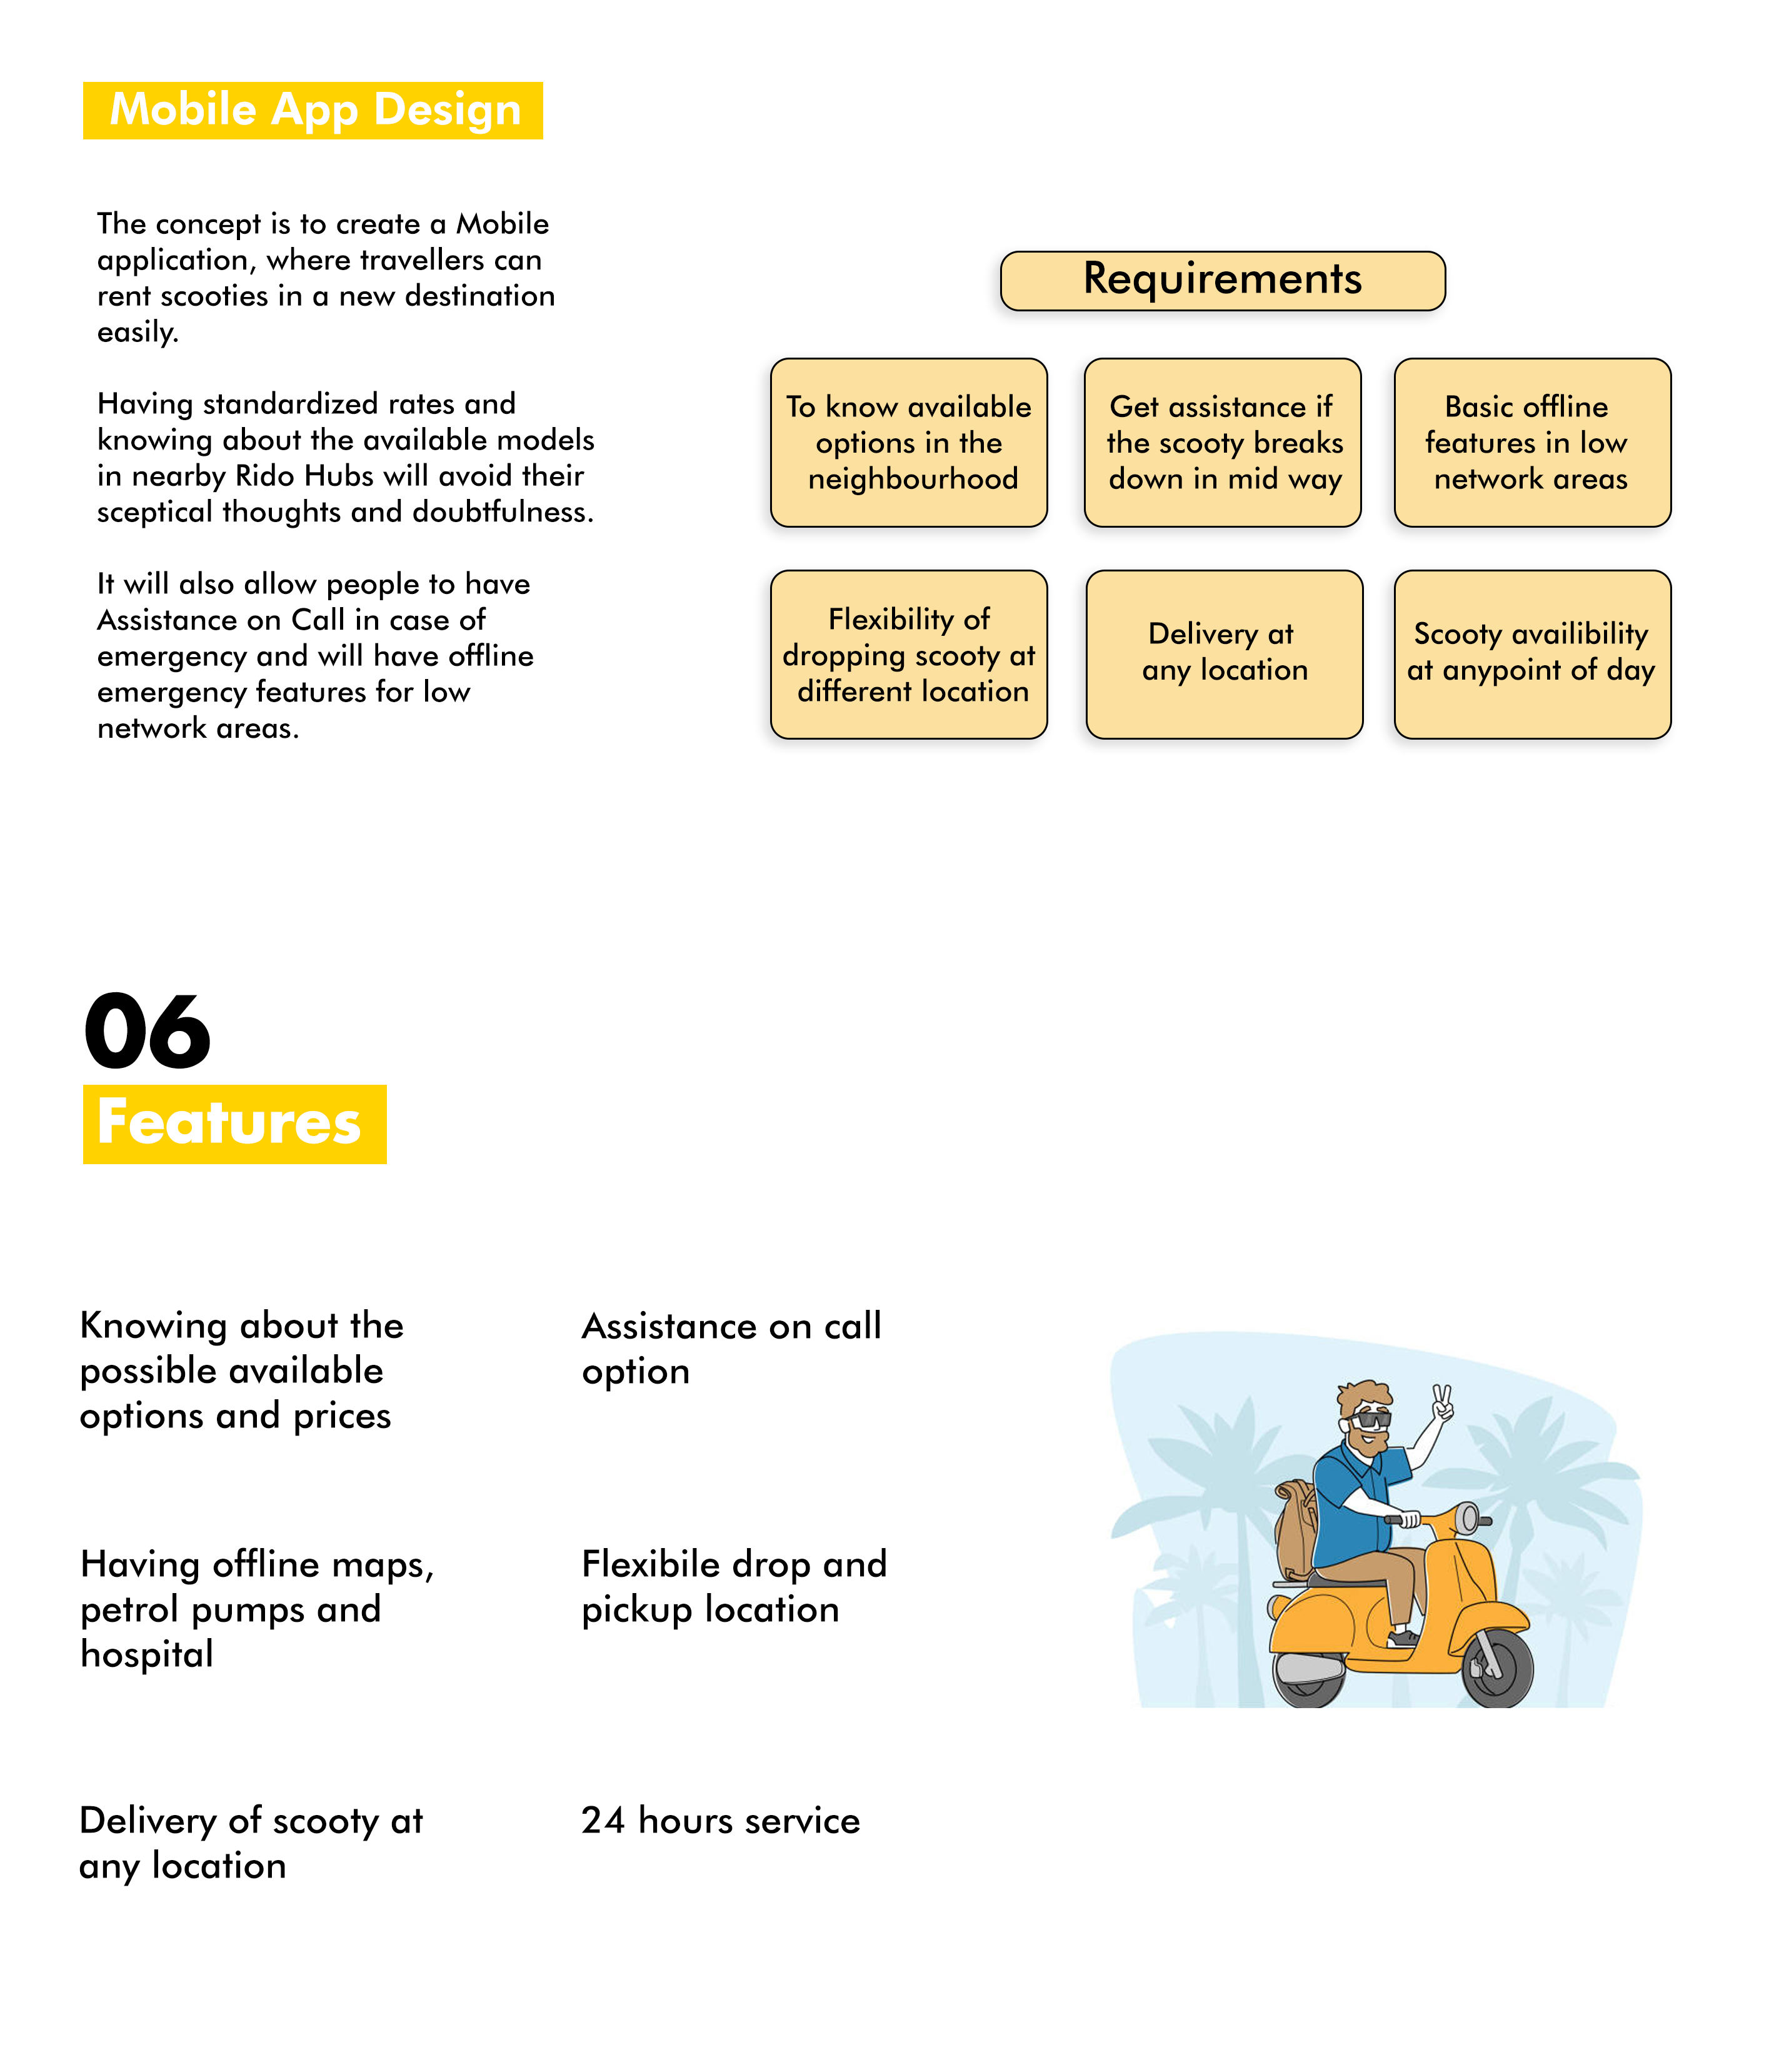 Mobile App Design
The concept is to create a Mobile
application, where travellers can
rent scooties in a new destination
easily.
Having standardized rates and
knowing about the available models
in nearby Rido Hubs will avoid their
sceptical thoughts and doubtfulness.
It will also allow people to have
Assistance on Call in case of
emergency and will have offline
emergency features for low
network areas.
Requirements
To know available
options in the
neighbourhood
Get assistance if
the scooty breaks
down in mid way
Basic offline
features in low
network areas
Flexibility of
dropping scooty at
different location
Delivery at
any location
Scooty availibility
at anypoint of day
06
Features
Knowing about the
possible available
options and prices
Assistance on call
option
Having offline maps,
petrol pumps and
hospital
Flexibile drop and
pickup location
Delivery of scooty at
any location
24 hours service